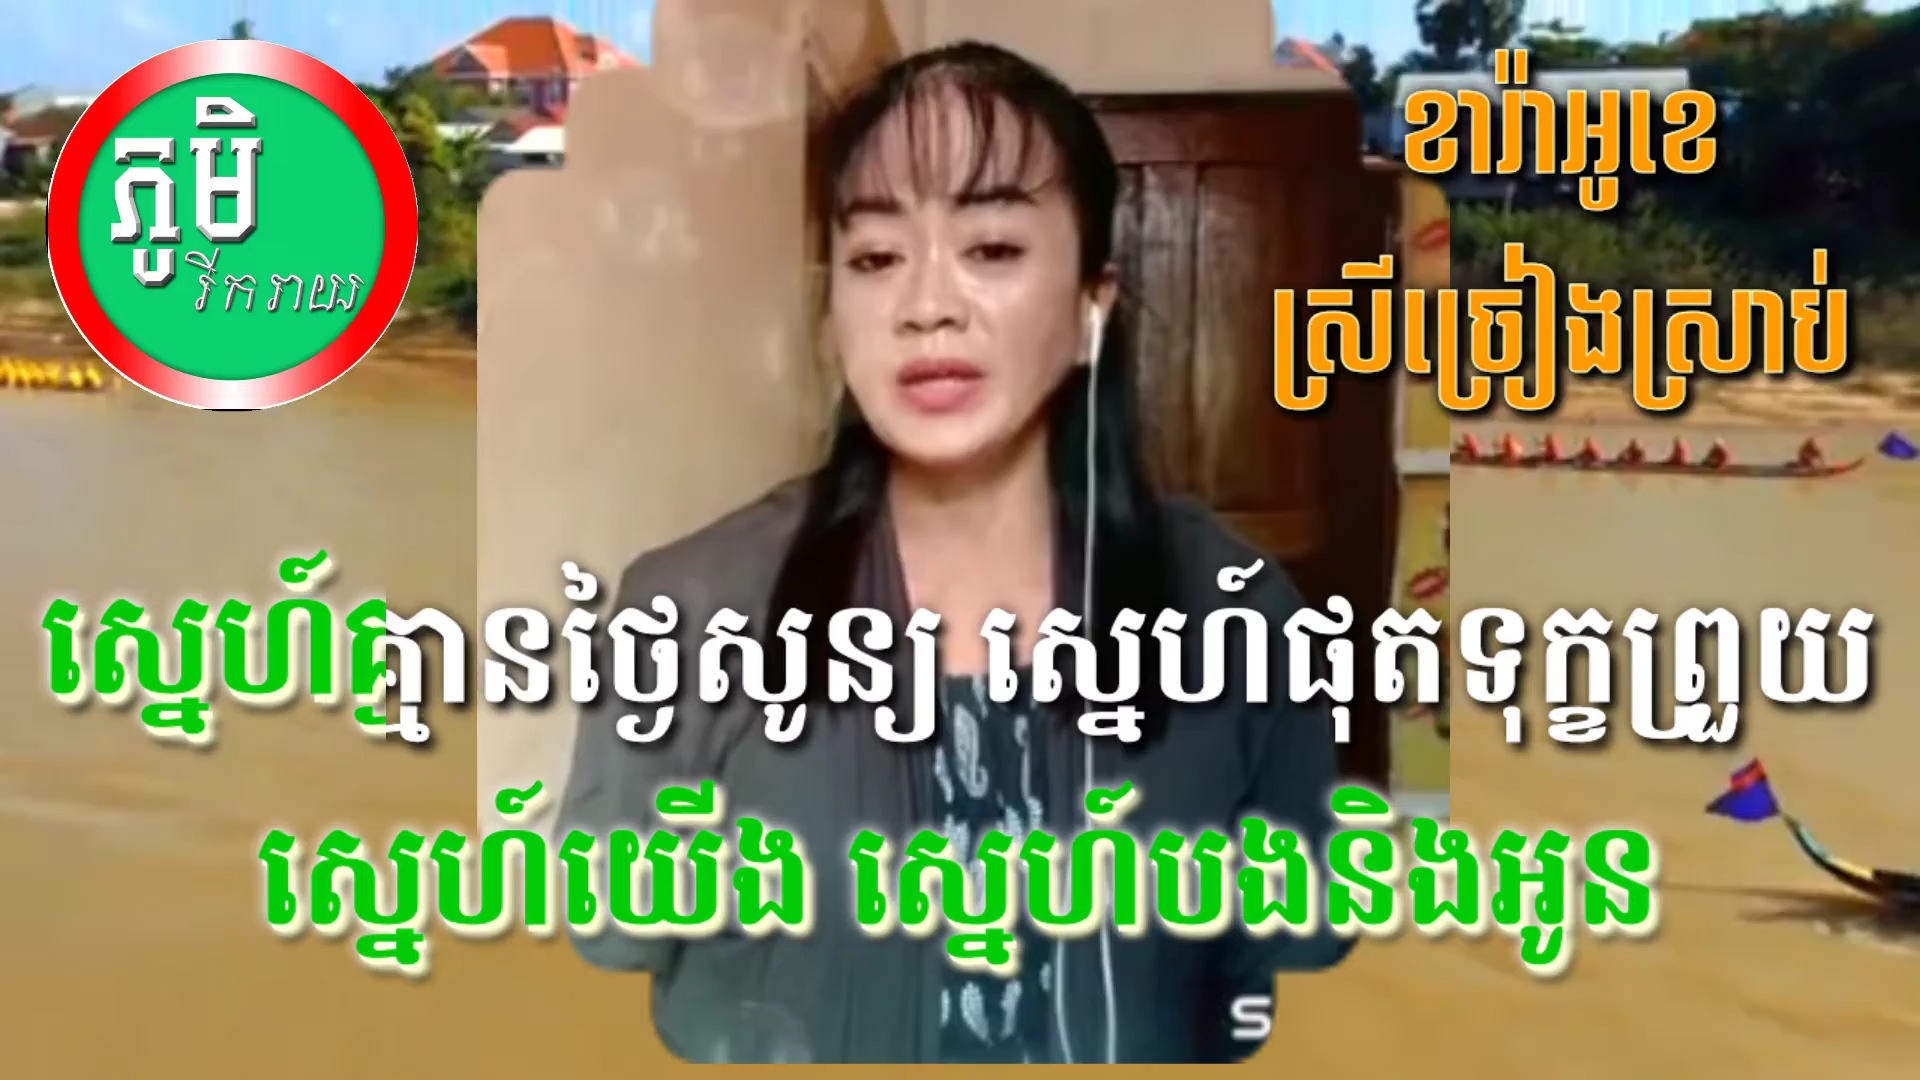 ភូមិ
រីករាយ
ខារ៉ាអូខេ
ស្រីច្រៀងស្រាប់
ស្នេហ៍គ្មានថ្ងៃសូន្យ ស្នេហ៍ផុតទុក្ខព្រួយ
ស្នេហ៍យើង ស្នេហ៍បងនិងអូន
S